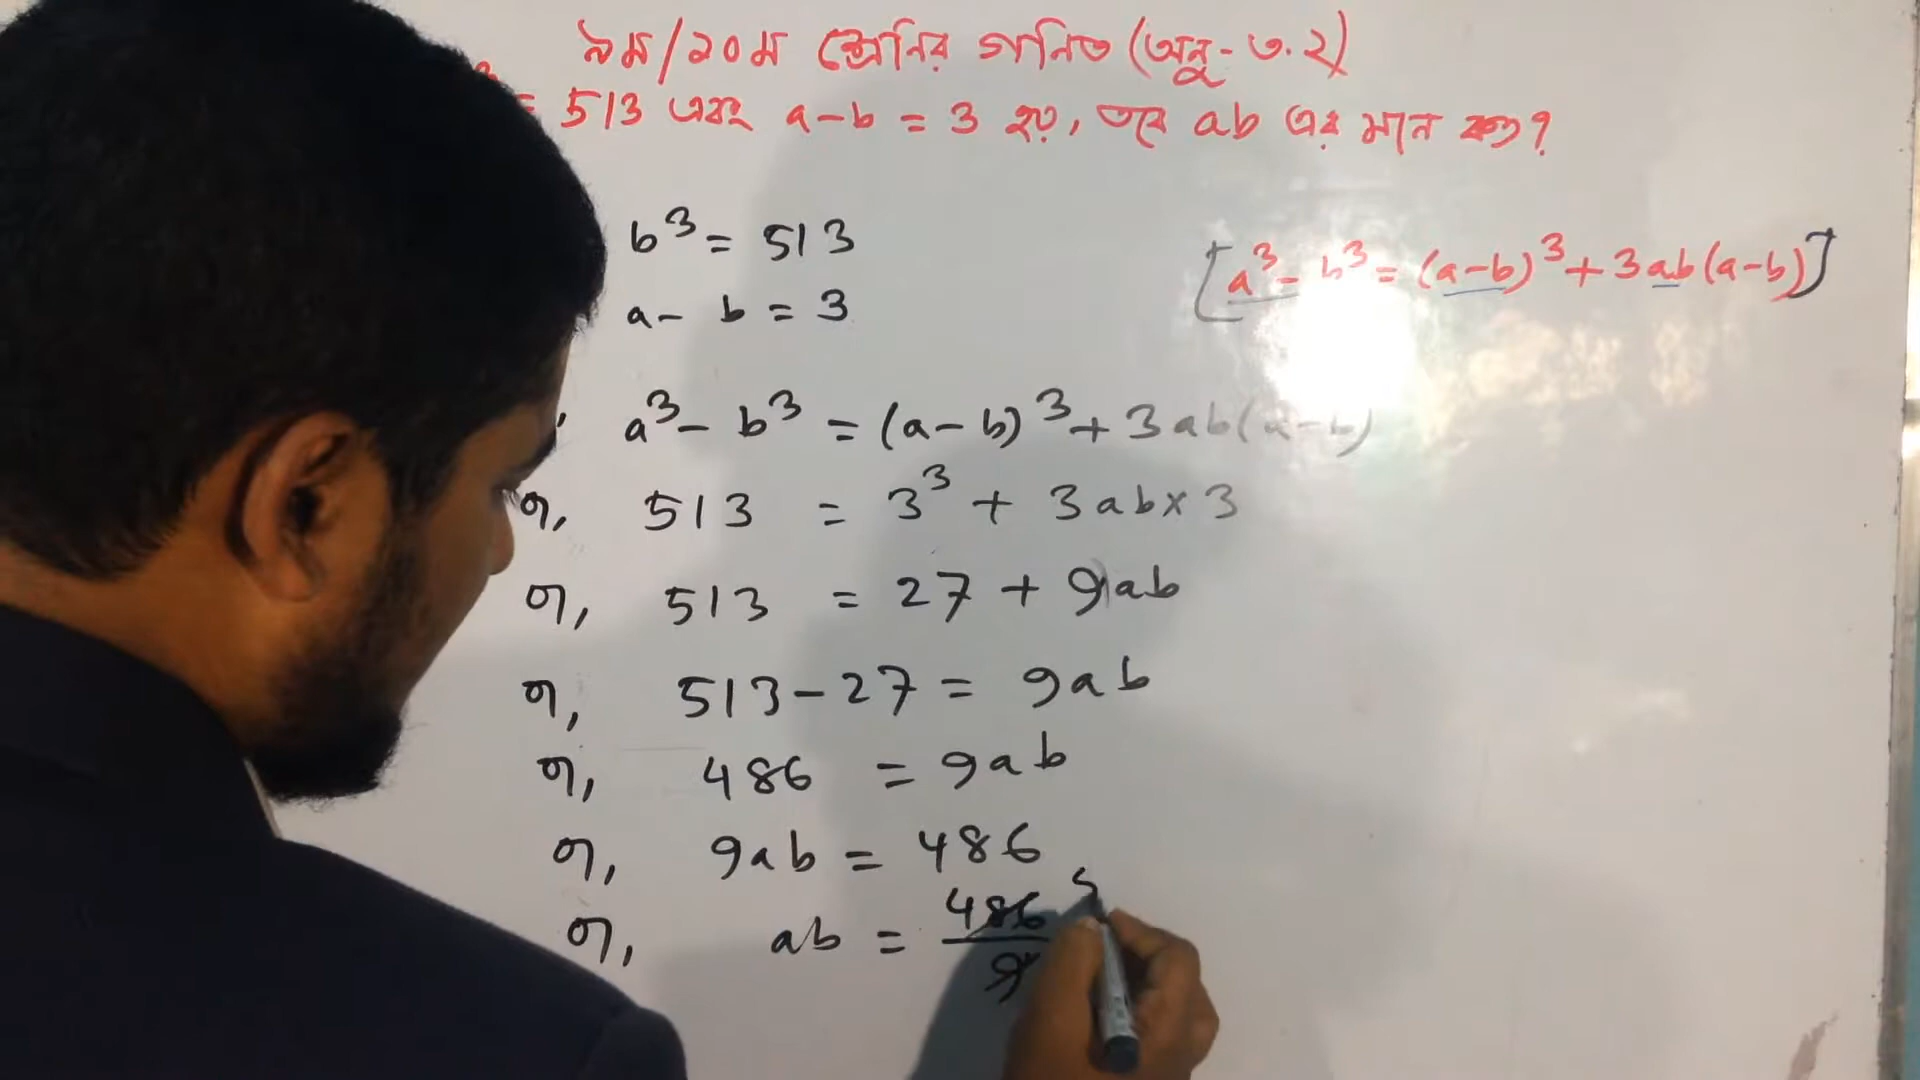 ৯ম/১০ম শ্রেনির গনিত (অনু - ৩.২)
= 513 এবং a-b = 3 হয়, তবে ab এর মান কত?
b³ = 513
[a³ - b³ = (a-b)³ + 3ab(a-b)]
a - b = 3
a³ - b³ = (a-b)³ + 3ab(a-b)
বা, 513 = 3³ + 3ab×3
বা, 513 = 27 + 9ab
বা, 513-27 = 9ab
বা, 486 = 9ab
বা, 9ab = 486
বা, ab = 486/9